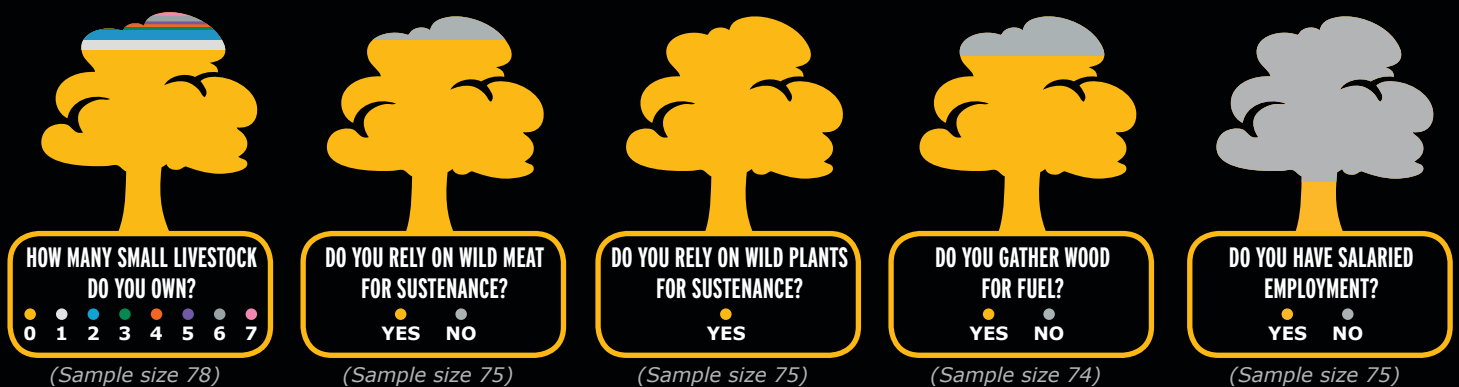 HOW MANY SMALL LIVESTOCK
DO YOU OWN?
0 1 2 3 4 5 6 7
(Sample size 78)
DO YOU RELY ON WILD MEAT
FOR SUSTENANCE?
YES NO
(Sample size 75)
DO YOU RELY ON WILD PLANTS
FOR SUSTENANCE?
YES
(Sample size 75)
DO YOU GATHER WOOD
FOR FUEL?
YES NO
(Sample size 74)
DO YOU HAVE SALARIED
EMPLOYMENT?
YES NO
(Sample size 75)